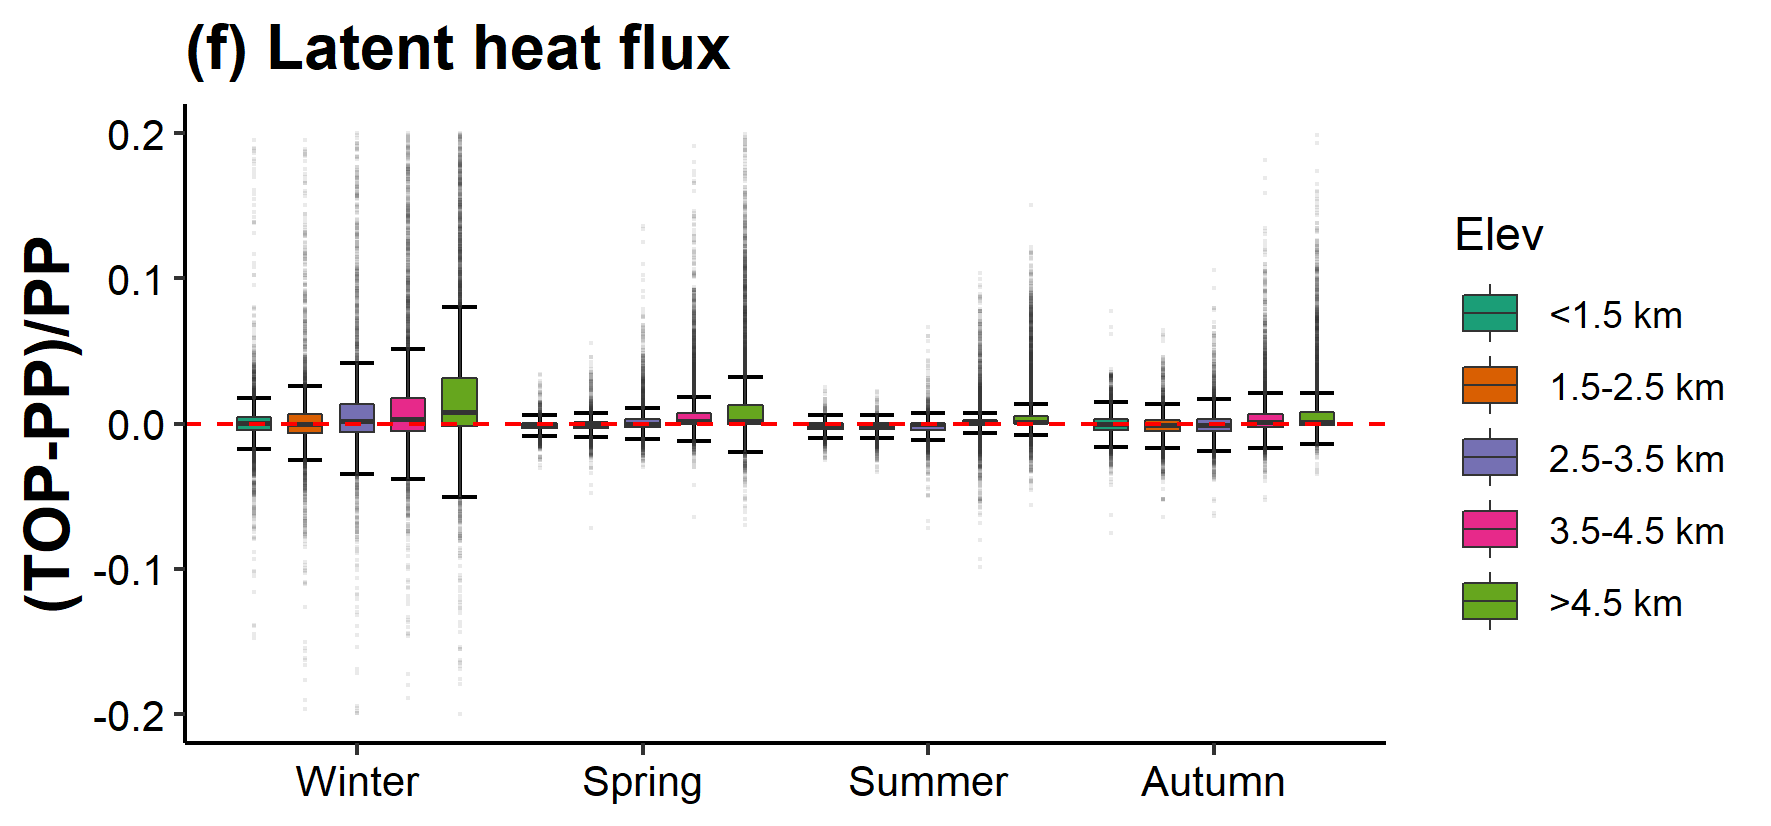 (f) Latent heat flux
(TOP-PP)/PP
0.2
0.1
0.0
-0.1
-0.2
Winter
Spring
Summer
Autumn
Elev
<1.5 km
1.5-2.5 km
2.5-3.5 km
3.5-4.5 km
>4.5 km